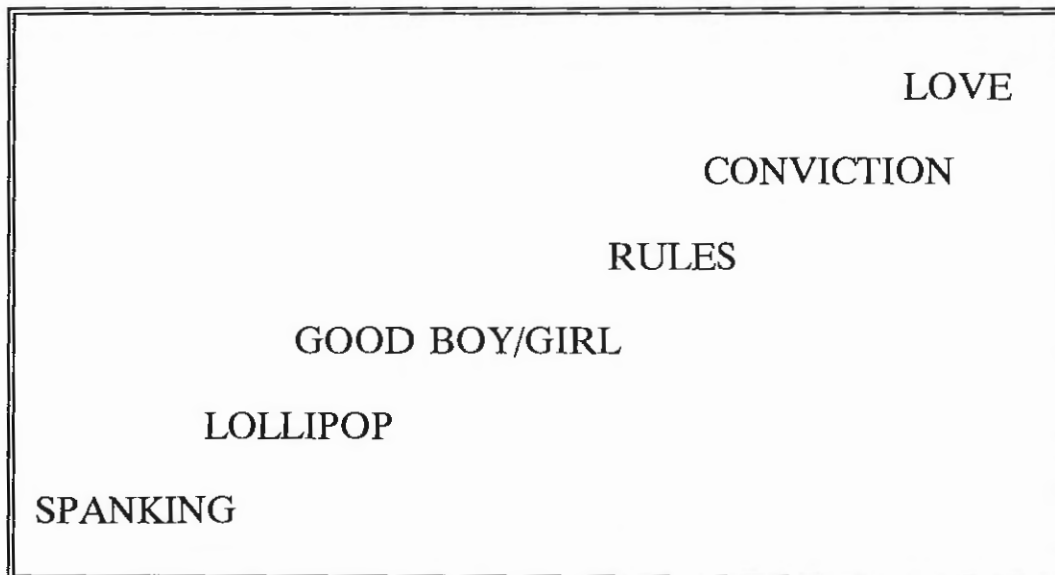 LOVE
CONVICTION
RULES
GOOD BOY/GIRL
LOLLIPOP
SPANKING